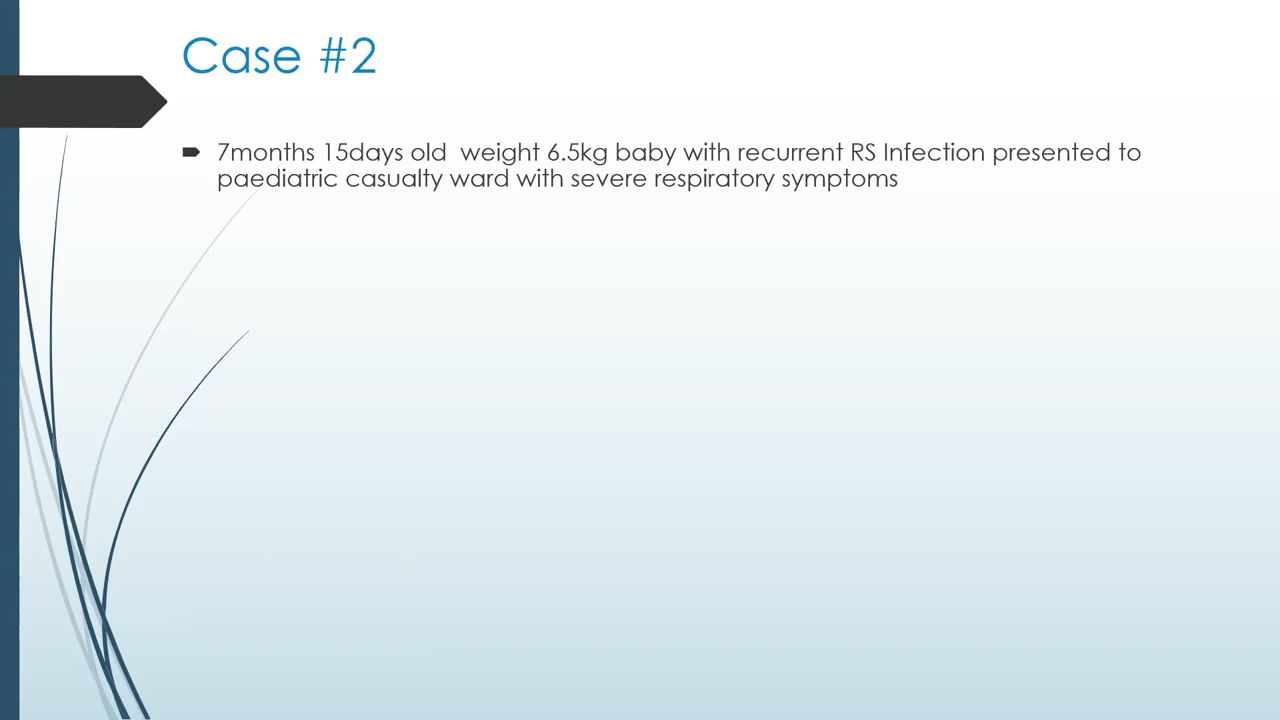 Case #2
7months 15days old  weight 6.5kg baby with recurrent RS Infection presented to
paediatric casualty ward with severe respiratory symptoms